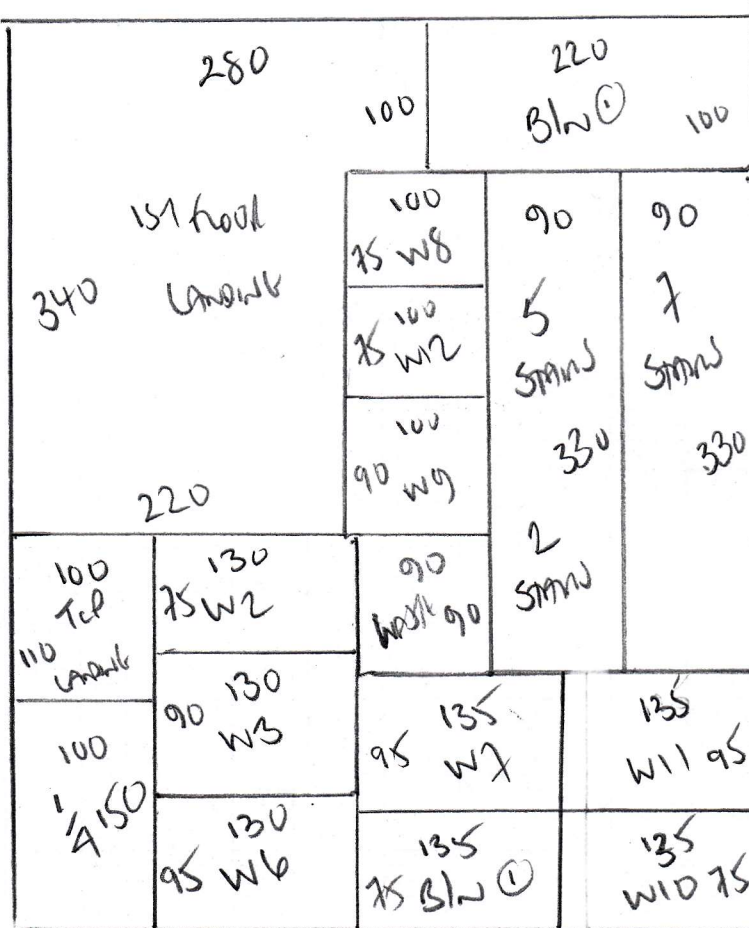 280
100
1ST FLOOR
LANDING
340
220
220
BLN ①
100
100
75 W8
100
75 W12
100
90 W9
90
5
STAIRS
330
2
STAIRS
90
7
STAIRS
330
100
TOP
110
LANDING
130
75 W2
90
90
100
1/4 150
130
90
W3
130
95 W6
135
95 W7
135
W11 95
135
75 BLN ①
135
W10 75